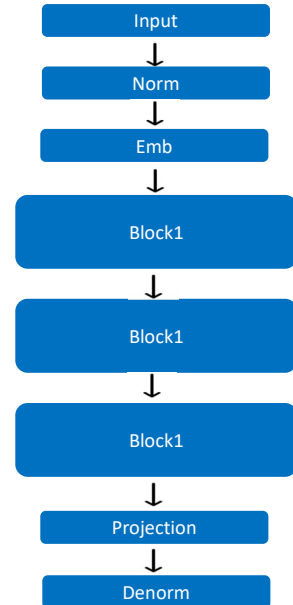 Input
Norm
Emb
Block1
Block1
Block1
Projection
Denorm